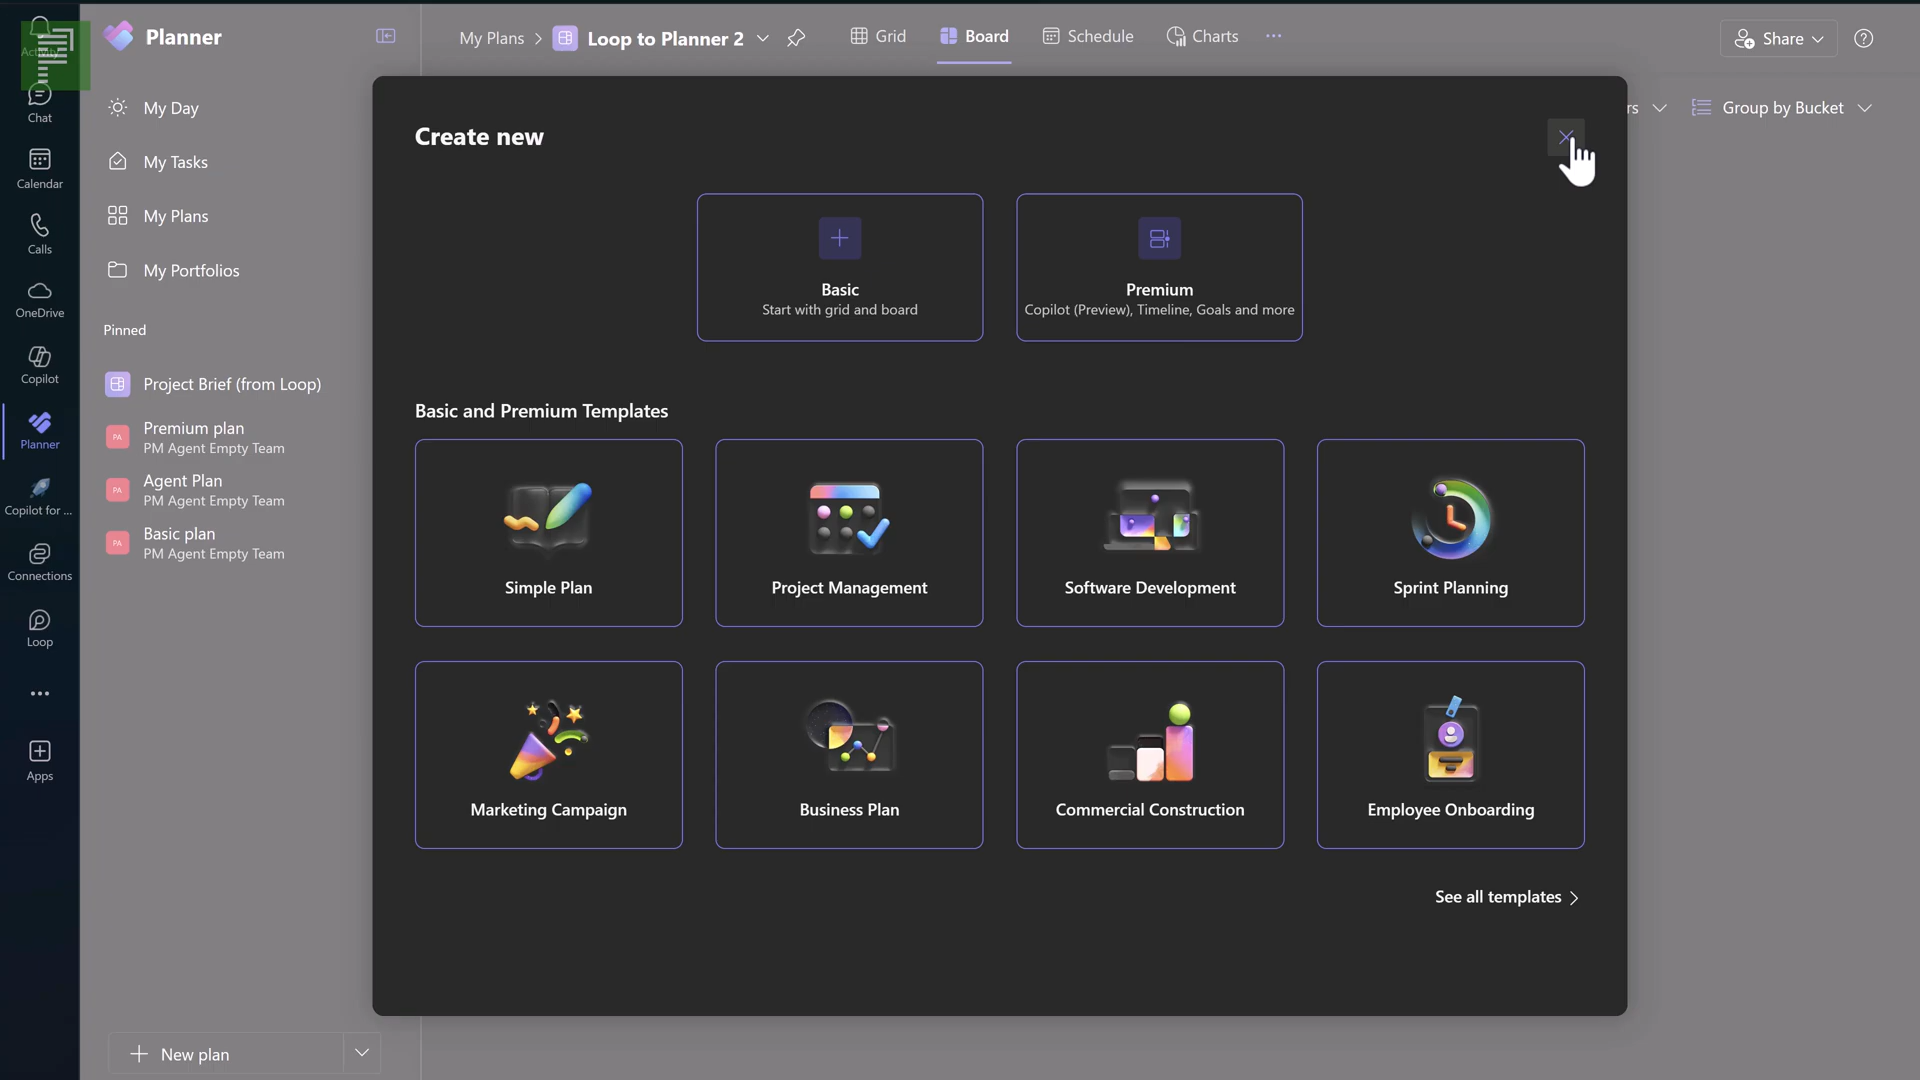 Planner
My Plans
Loop to Planner 2
Grid
Board
Schedule
Charts
Share
Chat
Calendar
Calls
OneDrive
Copilot
Planner
Copilot for ...
Connections
Loop
Apps
My Day
My Tasks
My Plans
My Portfolios
Pinned
Project Brief (from Loop)
PA
Premium plan
PM Agent Empty Team
PA
Agent Plan
PM Agent Empty Team
PA
Basic plan
PM Agent Empty Team
New plan
rs
Group by Bucket
Create new
Basic
Start with grid and board
Premium
Copilot (Preview), Timeline, Goals and more
Basic and Premium Templates
Simple Plan
Project Management
Software Development
Sprint Planning
Marketing Campaign
Business Plan
Commercial Construction
Employee Onboarding
See all templates